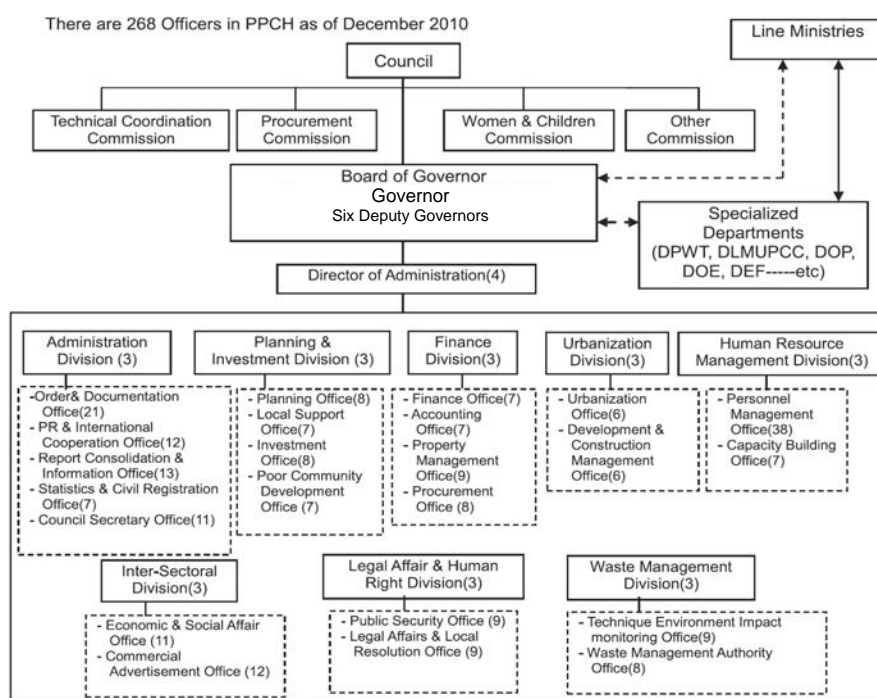 There are 268 Officers in PPCH as of December 2010
Line Ministries
Council
Technical Coordination
Commission
Procurement
Commission
Women & Children
Commission
Other
Commission
Board of Governor
Governor
Six Deputy Governors
Specialized
Departments
(DPWT, DLMUPCC, DOP,
DOE, DEF-----etc)
Director of Administration(4)
Administration
Division (3)
-Order& Documentation
Office(21)
- PR & International
Cooperation Office(12)
- Report Consolidation &
Information Office(13)
- Statistics & Civil Registration
Office(7)
- Council Secretary Office(11)
Planning &
Investment Division (3)
- Planning Office(8)
- Local Support
Office(7)
- Investment
Office(8)
- Poor Community
Development
Office (7)
Finance
Division(3)
- Finance Office(7)
- Accounting
Office(7)
- Property
Management
Office(9)
- Procurement
Office (8)
Urbanization
Division(3)
- Urbanization
Office(6)
- Development &
Construction
Management
Office(6)
Human Resource
Management Division(3)
- Personnel
Management
Office(38)
- Capacity Building
Office(7)
Inter-Sectoral
Division(3)
- Economic & Social Affair
Office (11)
- Commercial
Advertisement Office (12)
Legal Affair & Human
Right Division(3)
- Public Security Office (9)
- Legal Affairs & Local
Resolution Office (9)
Waste Management
Division(3)
- Technique Environment Impact
monitoring Office(9)
- Waste Management Authority
Office(8)